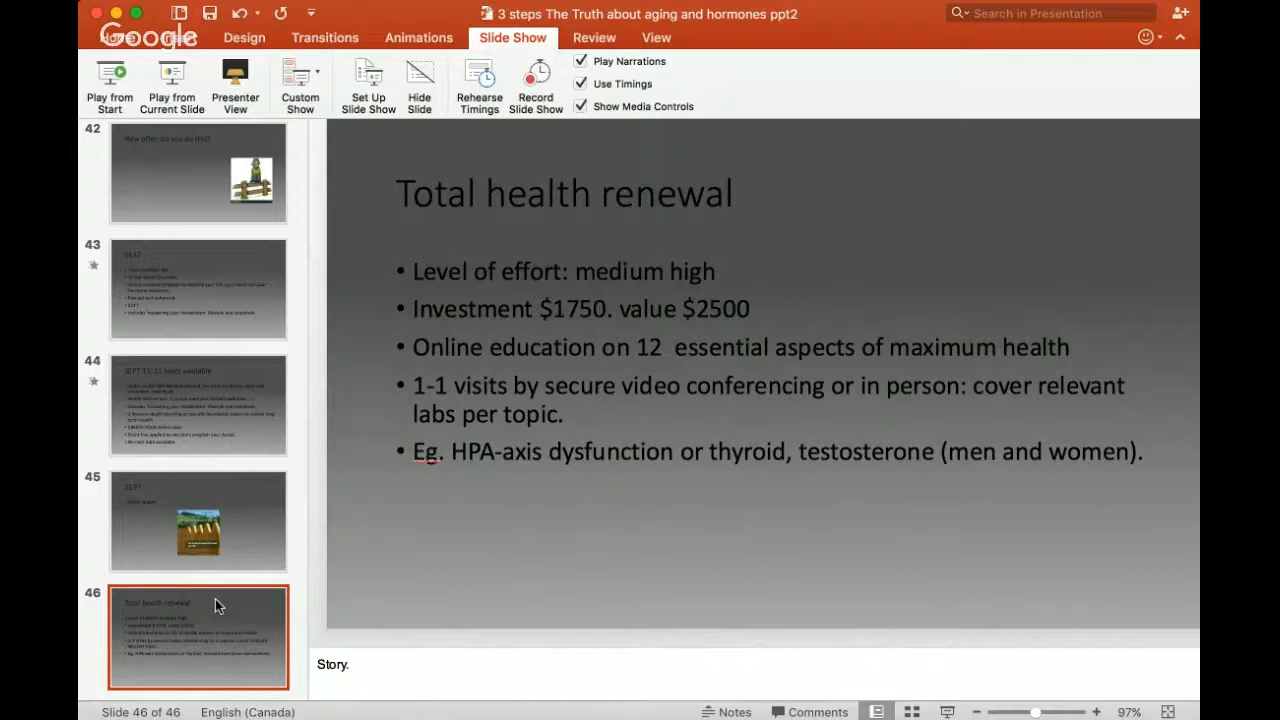 3 steps The Truth about aging and hormones ppt2
Search in Presentation
Google
Design
Transitions
Animations
Slide Show
Review
View
Play from Start
Play from Current Slide
Presenter View
Custom Show
Set Up Slide Show
Hide Slide
Rehearse Timings
Record Slide Show
Play Narrations
Use Timings
Show Media Controls
42
How often do you do this?
43
44
45
46
Total health renewal
Total health renewal
• Level of effort: medium high
• Investment $1750. value $2500
• Online education on 12 essential aspects of maximum health
• 1-1 visits by secure video conferencing or in person: cover relevant
labs per topic.
• Eg. HPA-axis dysfunction or thyroid, testosterone (men and women).
Story.
Slide 46 of 46
English (Canada)
Notes
Comments
97%